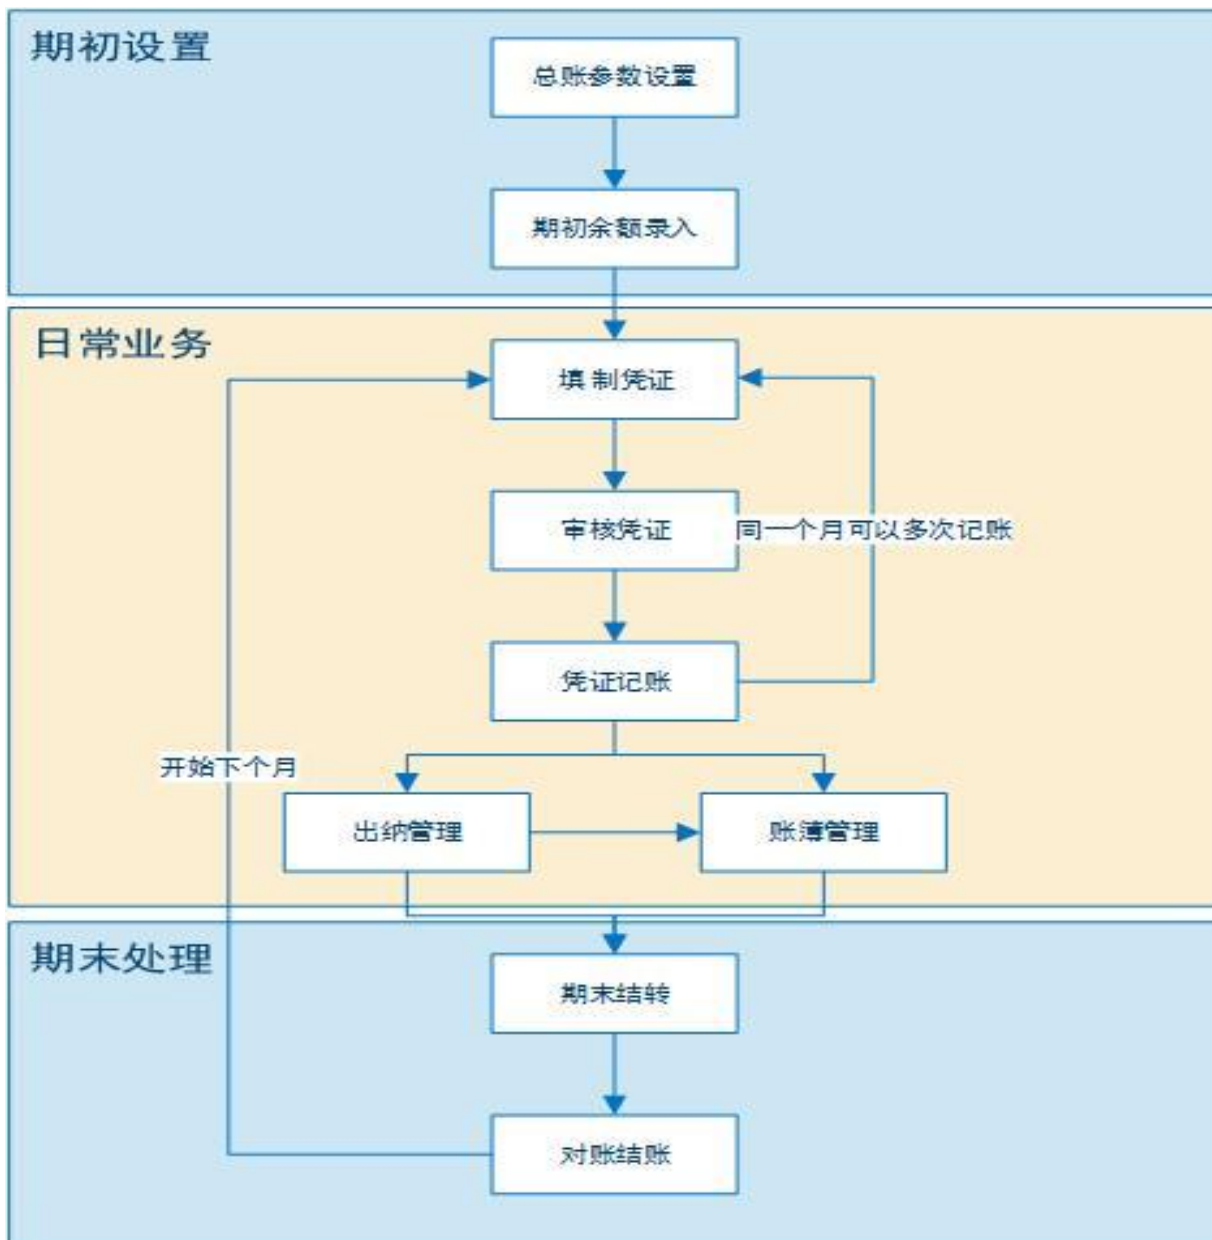 期初设置
总账参数设置
期初余额录入
日常业务
填制凭证
审核凭证
同一个月可以多次记账
凭证记账
开始下个月
出纳管理
账簿管理
期末处理
期末结转
对账结账